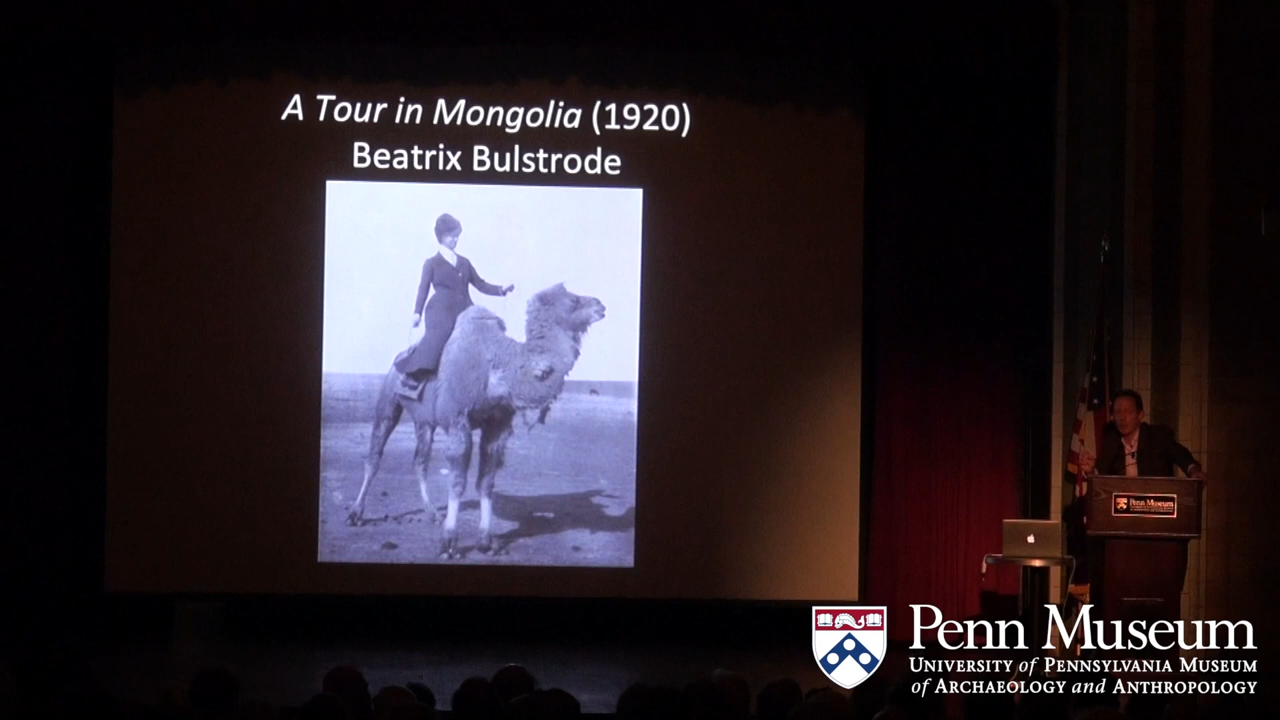 A Tour in Mongolia (1920)
Beatrix Bulstrode
Penn Museum
Penn Museum
UNIVERSITY of PENNSYLVANIA MUSEUM
of ARCHAEOLOGY and ANTHROPOLOGY